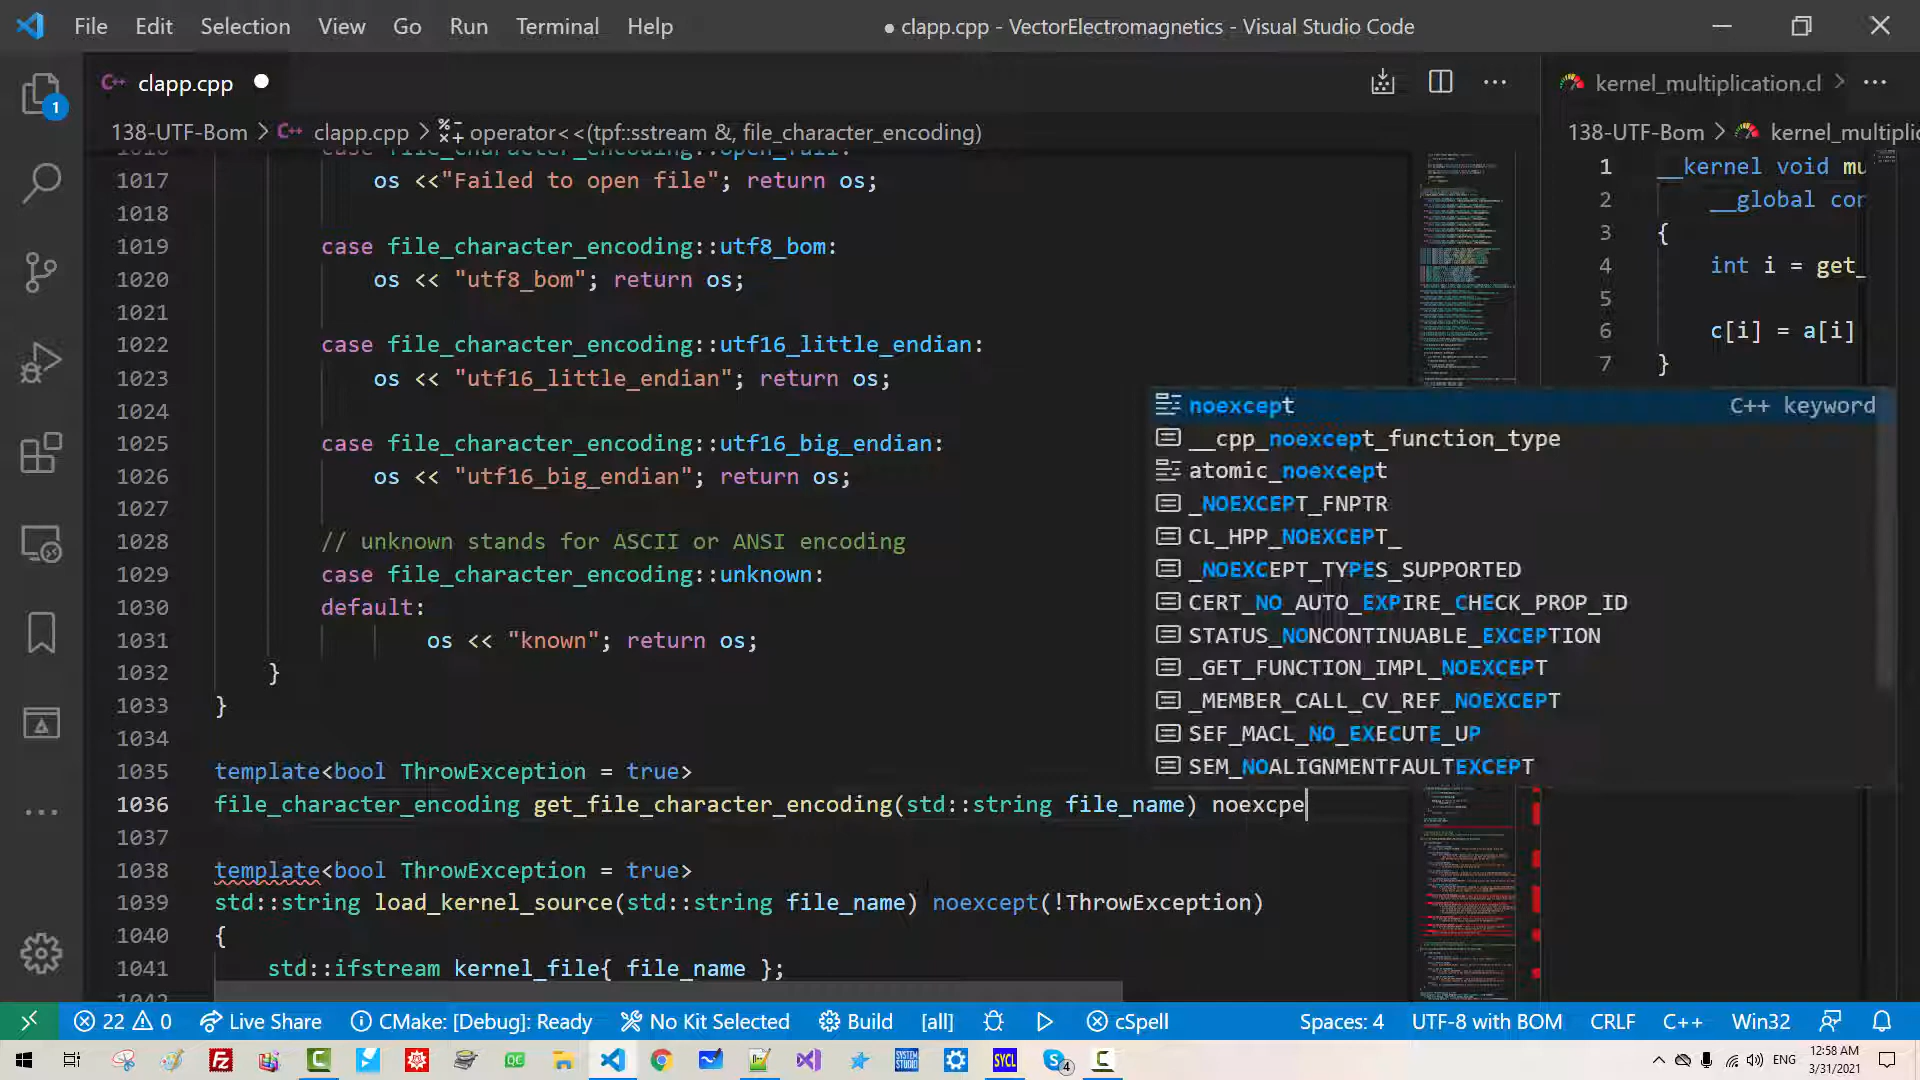 File Edit Selection View Go Run Terminal Help
● clapp.cpp - VectorElectromagnetics - Visual Studio Code
clapp.cpp
kernel_multiplication.cl
138-UTF-Bom > clapp.cpp > operator<<(tpf::sstream &, file_character_encoding)
138-UTF-Bom > kernel_multiplic
case file_character_encoding::open_fail:
1017 os <<"Failed to open file"; return os;
1018
1019 case file_character_encoding::utf8_bom:
1020 os << "utf8_bom"; return os;
1021
1022 case file_character_encoding::utf16_little_endian:
1023 os << "utf16_little_endian"; return os;
1024
1025 case file_character_encoding::utf16_big_endian:
1026 os << "utf16_big_endian"; return os;
1027
1028 // unknown stands for ASCII or ANSI encoding
1029 case file_character_encoding::unknown:
1030 default:
1031 os << "known"; return os;
1032 }
1033 }
1034
1035 template<bool ThrowException = true>
1036 file_character_encoding get_file_character_encoding(std::string file_name) noexcpe
1037
1038 template<bool ThrowException = true>
1039 std::string load_kernel_source(std::string file_name) noexcept(!ThrowException)
1040 {
1041 std::ifstream kernel_file{ file_name };
1 __kernel void mu
2 __global con
3 {
4 int i = get_
5
6 c[i] = a[i]
7 }
noexcept C++ keyword
__cpp_noexcept_function_type
atomic_noexcept
_NOEXCEPT_FNPTR
CL_HPP_NOEXCEPT_
_NOEXCEPT_TYPES_SUPPORTED
CERT_NO_AUTO_EXPIRE_CHECK_PROP_ID
STATUS_NONCONTINUABLE_EXCEPTION
_GET_FUNCTION_IMPL_NOEXCEPT
_MEMBER_CALL_CV_REF_NOEXCEPT
SEF_MACL_NO_EXECUTE_UP
SEM_NOALIGNMENTFAULTEXCEPT
22 0 Live Share CMake: [Debug]: Ready No Kit Selected Build [all] cSpell Spaces: 4 UTF-8 with BOM CRLF C++ Win32
ENG 12:58 AM
3/31/2021